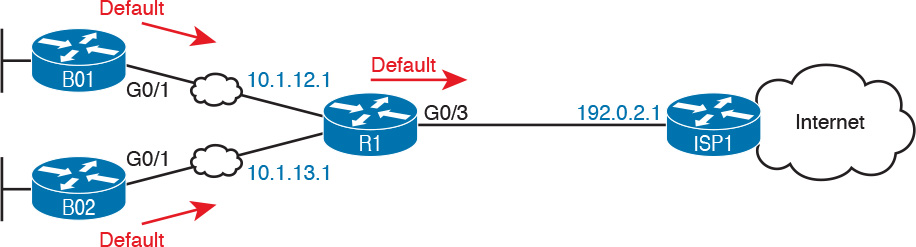 Default
B01
G0/1
10.1.12.1
Default
G0/3
192.0.2.1
R1
ISP1
Internet
G0/1
10.1.13.1
B02
Default